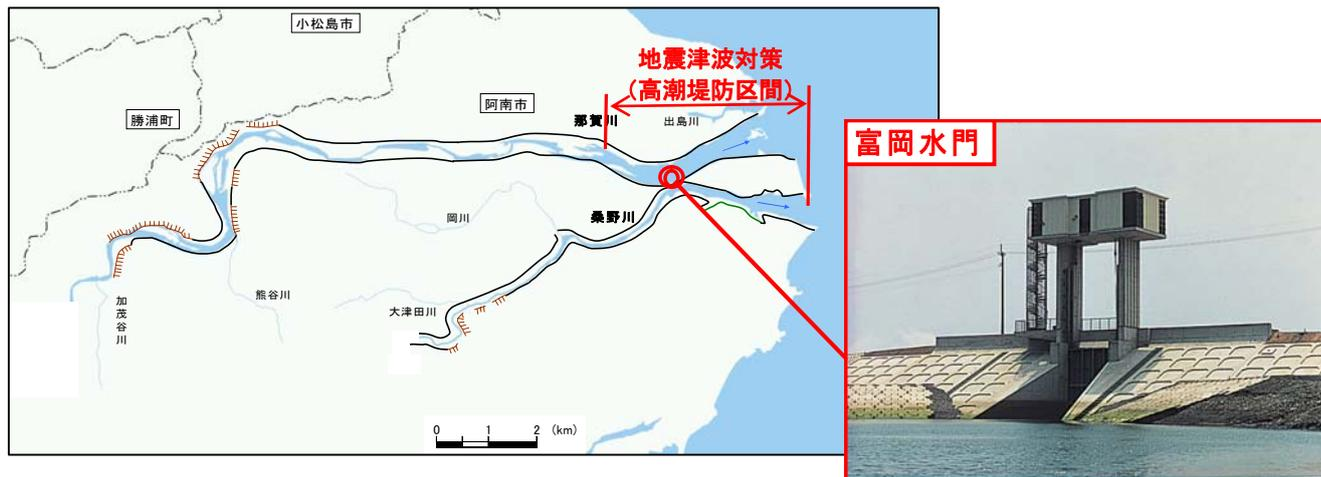 小松島市
地震津波対策
(高潮堤防区間)
勝浦町
阿南市
那賀川
出島川
富岡水門
岡川
桑野川
加茂谷川
熊谷川
大津田川
0 1 2 (km)